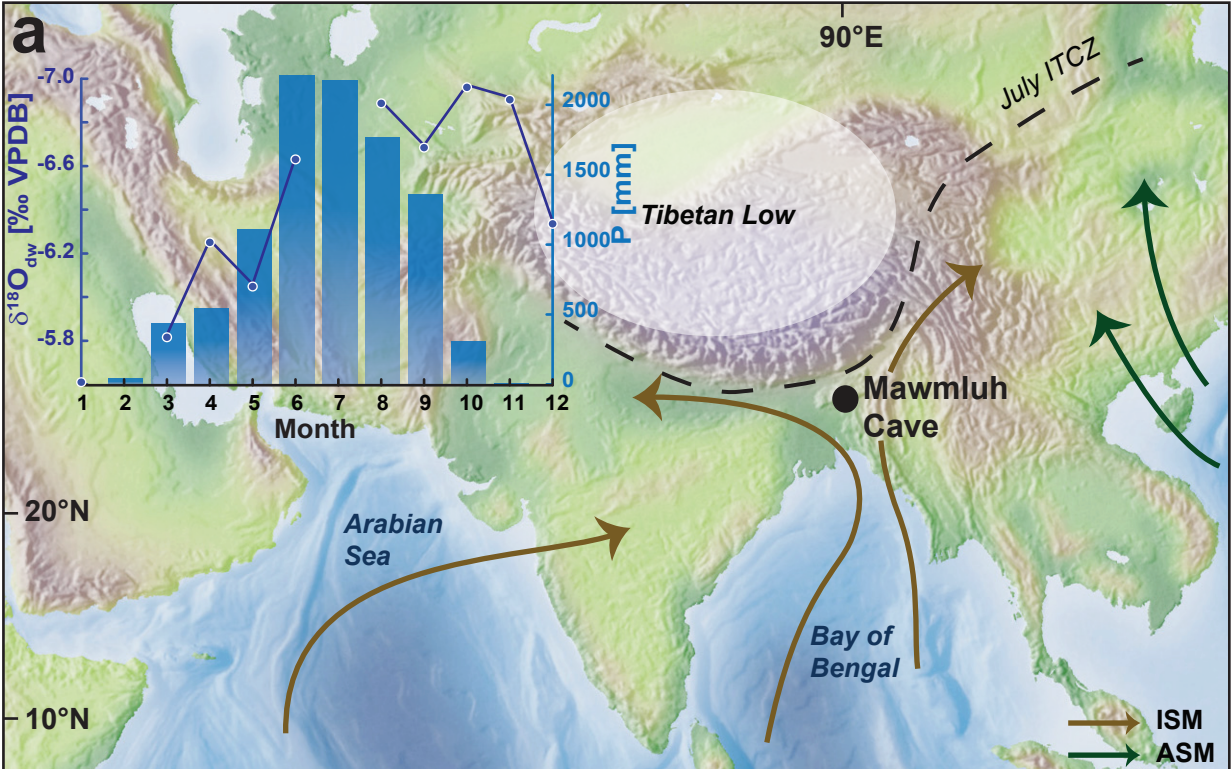 a
90°E
July ITCZ
δ¹⁸O_dw [‰ VPDB]
-7.0
-6.6
-6.2
-5.8
2000
1500
1000
500
0
P [mm]
1 2 3 4 5 6 7 8 9 10 11 12
Month
Tibetan Low
Mawmluh
Cave
20°N
10°N
Arabian
Sea
Bay of
Bengal
ISM
ASM